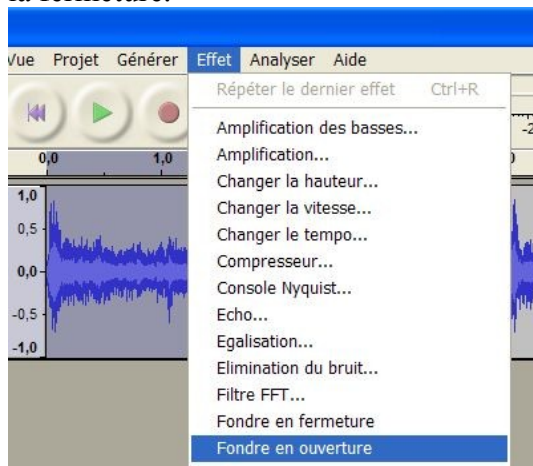 Vue Projet Générer Effet Analyser Aide
Répéter le dernier effet Ctrl+R
Amplification des basses...
Amplification...
Changer la hauteur...
Changer la vitesse...
Changer le tempo...
Compresseur...
Console Nyquist...
Echo...
Egalisation...
Elimination du bruit...
Filtre FFT...
Fondre en fermeture
Fondre en ouverture
0,0 1,0
1,0
0,5
0,0
-0,5
-1,0